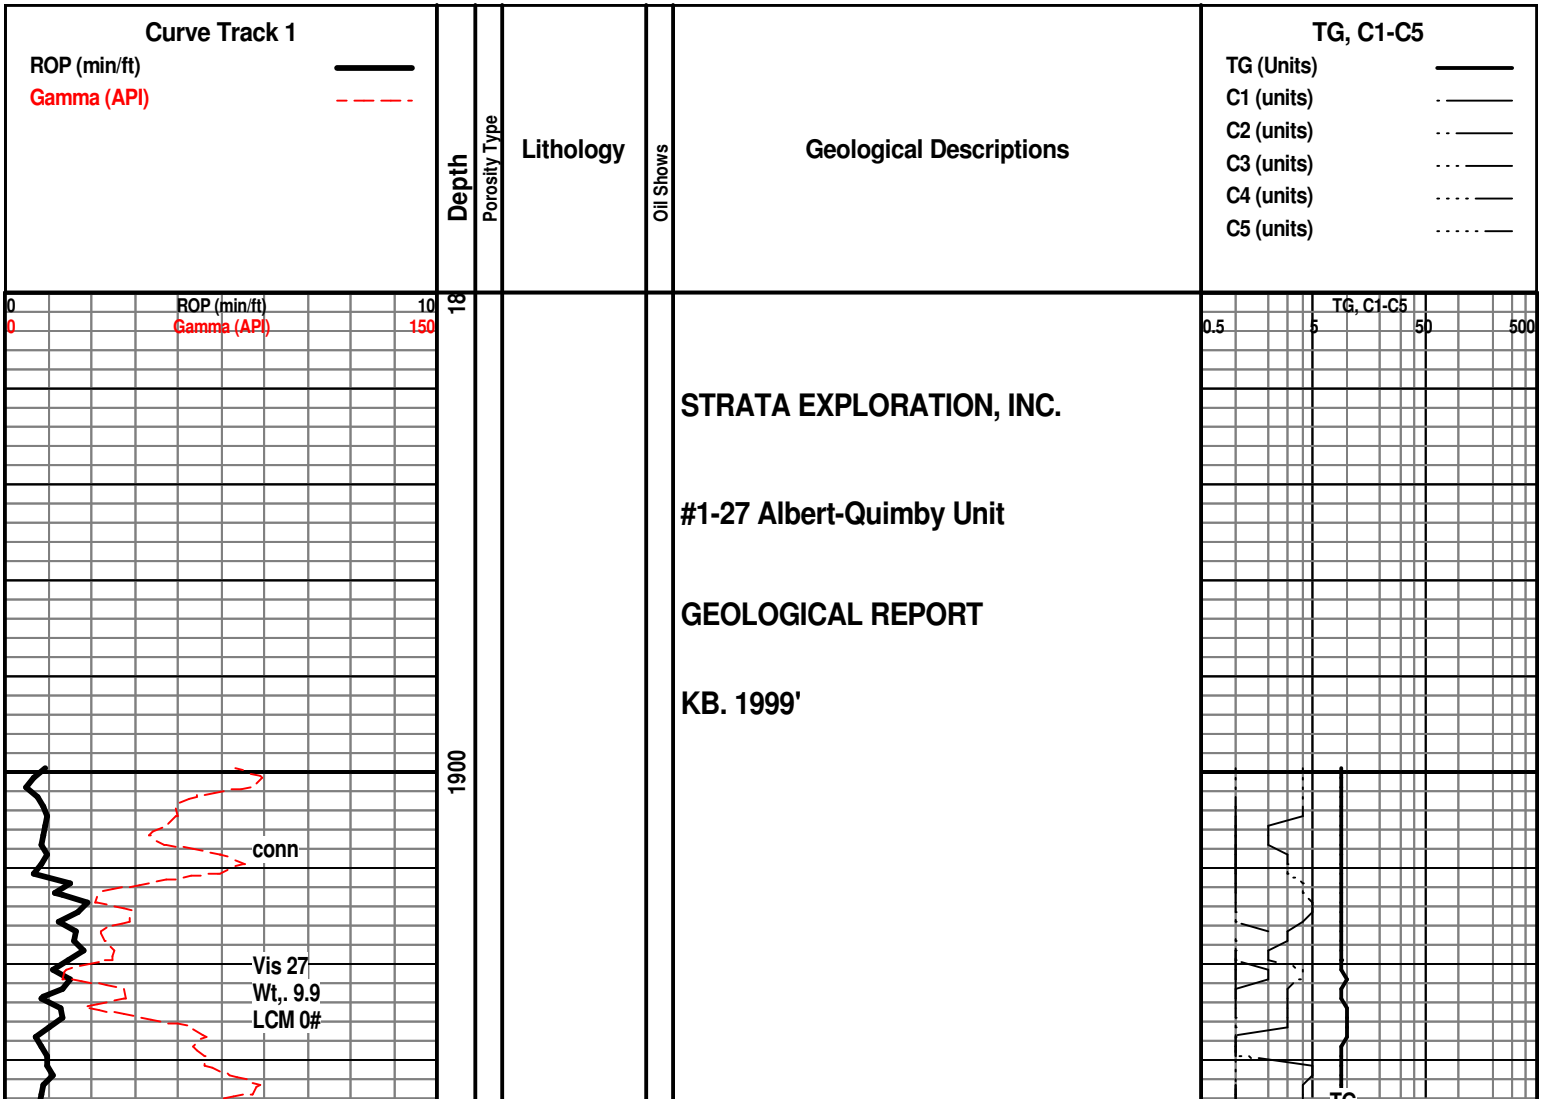 Curve Track 1
ROP (min/ft)
Gamma (API)
Depth
Porosity Type
Lithology
Oil Shows
Geological Descriptions
TG, C1-C5
TG (Units)
C1 (units)
C2 (units)
C3 (units)
C4 (units)
C5 (units)
0 ROP (min/ft) 10
0 Gamma (API) 150
18
TG, C1-C5
0.5 5 50 500
STRATA EXPLORATION, INC.
#1-27 Albert-Quimby Unit
GEOLOGICAL REPORT
KB. 1999'
1900
conn
Vis 27
Wt,. 9.9
LCM 0#
TG